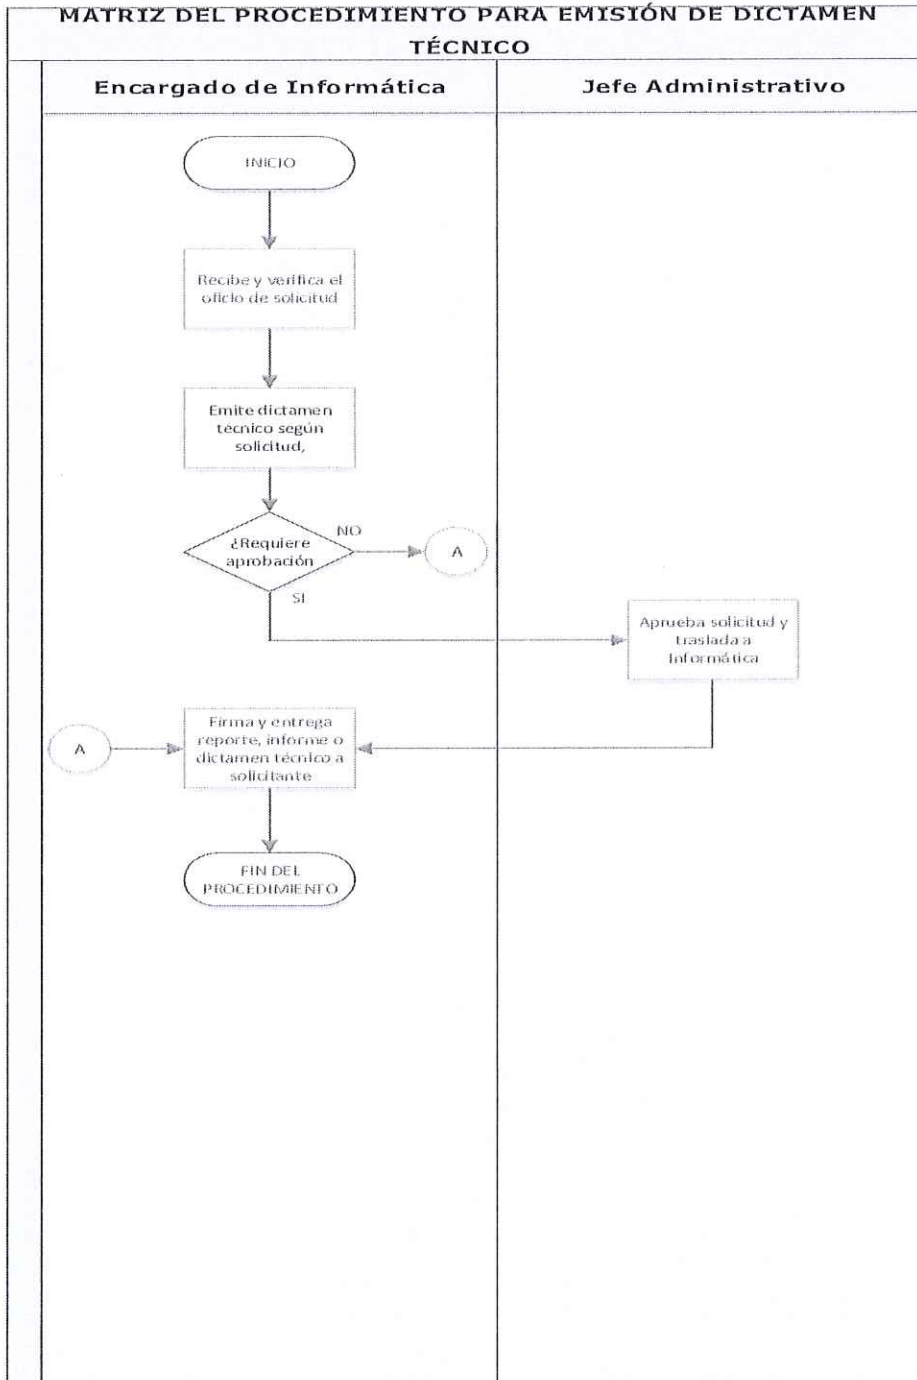 MATRIZ DEL PROCEDIMIENTO PARA EMISIÓN DE DICTAMEN
TÉCNICO
Encargado de Informática
Jefe Administrativo
INICIO
Recibe y verifica el
oficio de solicitud
Emite dictamen
técnico según
solicitud,
¿Requiere
aprobación
NO
A
SI
Aprueba solicitud y
traslada a
Informática
A
Firma y entrega
reporte, informe o
dictamen técnico a
solicitante
FIN DEL
PROCEDIMIENTO